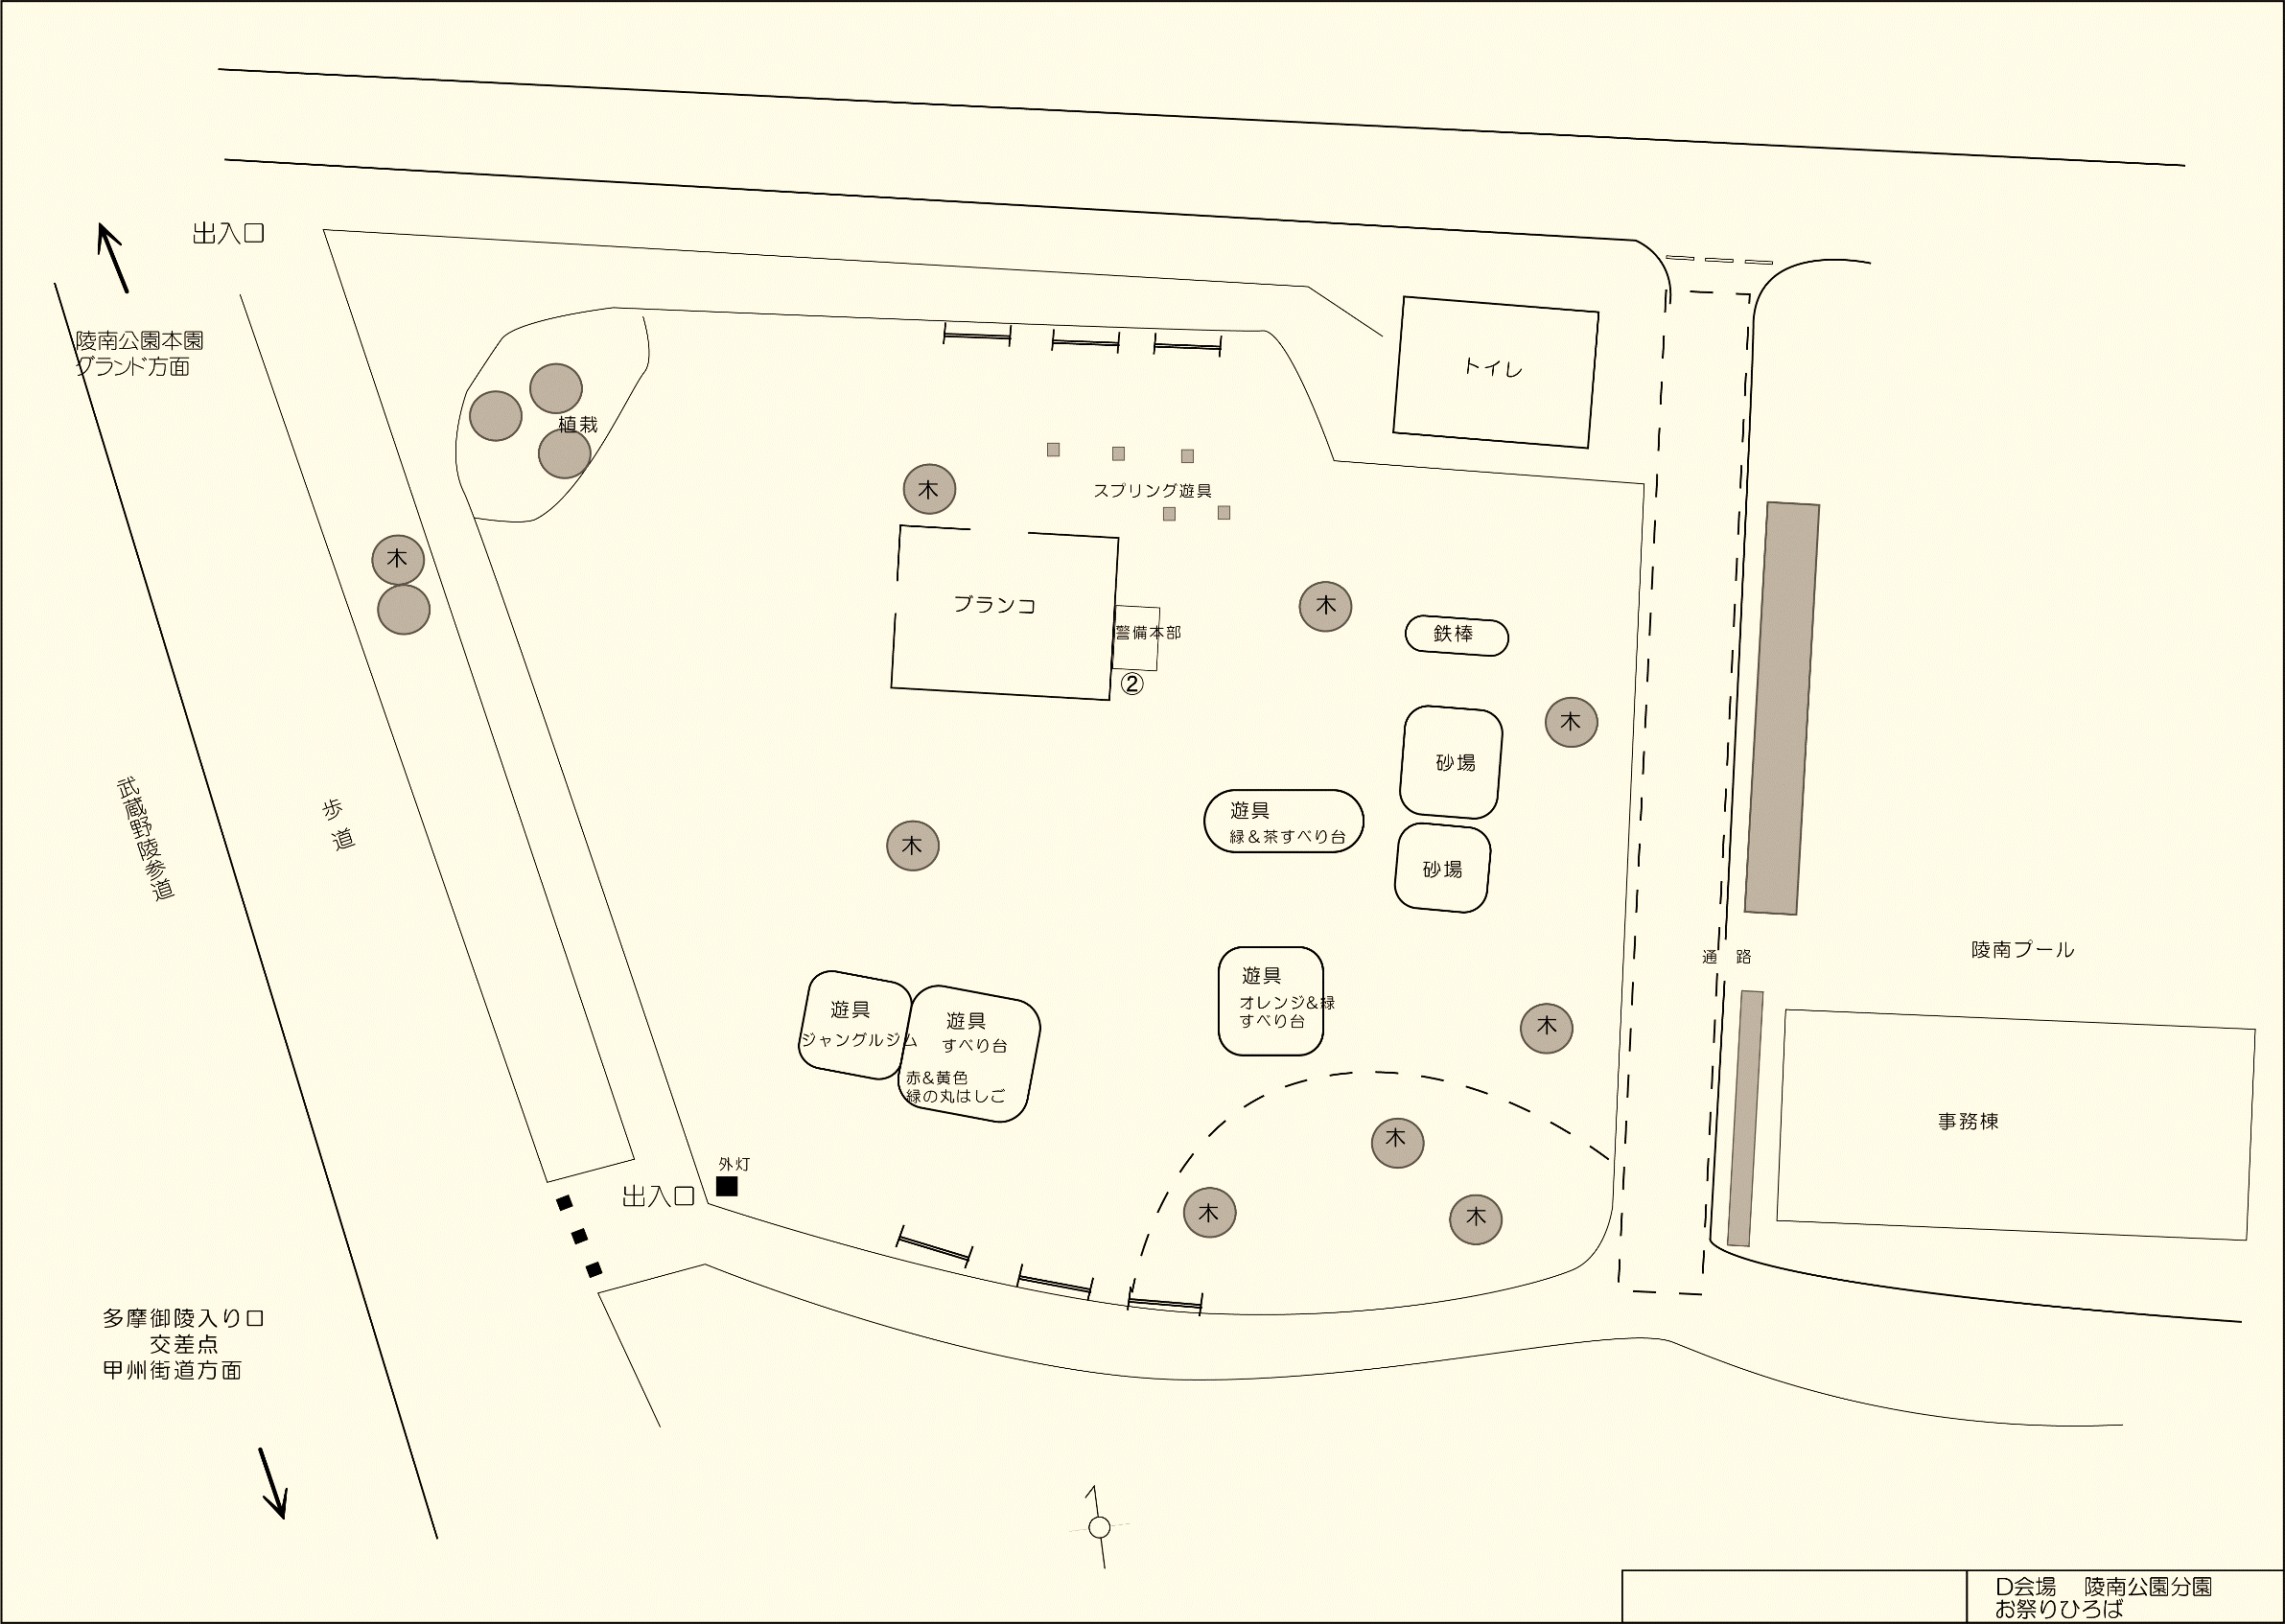 出入口
陵南公園本園
グランド方面
トイレ
植栽
木
スプリング遊具
木
ブランコ
警備本部
②
木
鉄棒
木
砂場
武蔵野陵参道
歩道
遊具
緑＆茶すべり台
木
砂場
通 路
陵南プール
遊具
オレンジ&緑
すべり台
遊具
ジャングルジム
遊具
すべり台
赤&黄色
緑の丸はしご
木
事務棟
木
外灯
出入口
木
木
多摩御陵入り口
交差点
甲州街道方面
D会場 陵南公園分園
お祭りひろば